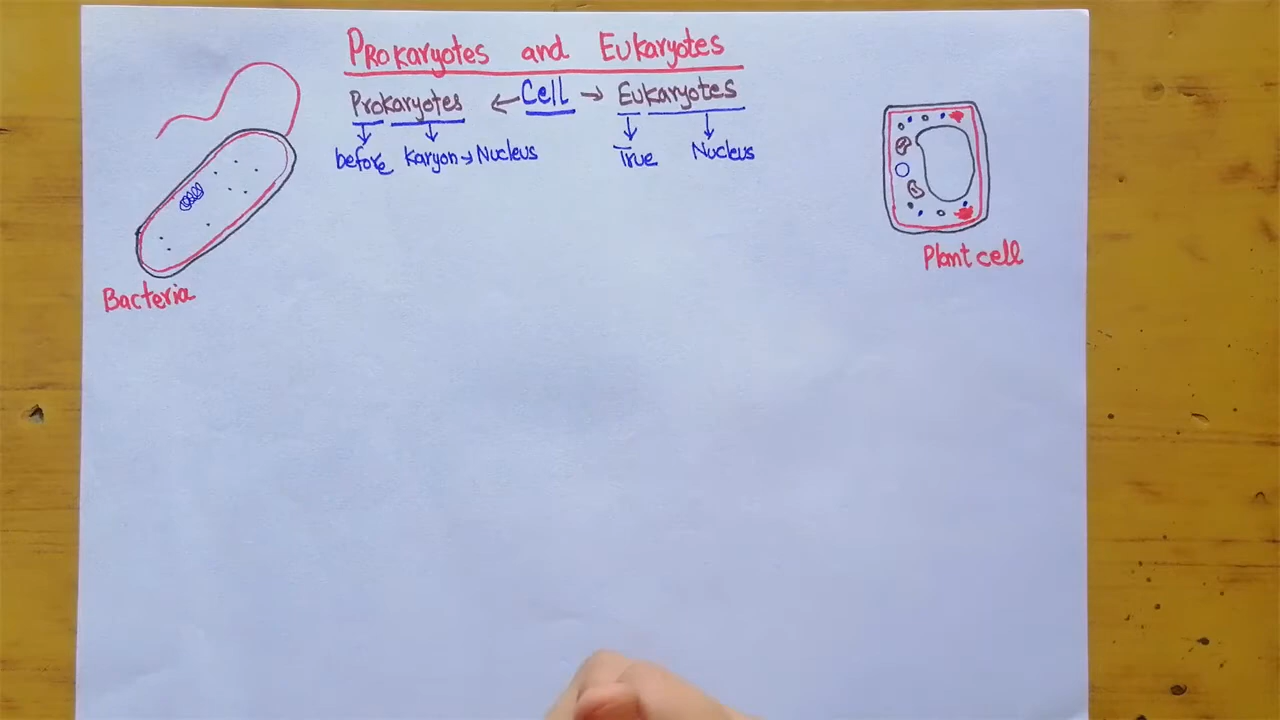 Prokaryotes and Eukaryotes
Prokaryotes ← Cell → Eukaryotes
↓ ↓ ↓ ↓
before Karyon → Nucleus True Nucleus
Plant cell
Bacteria